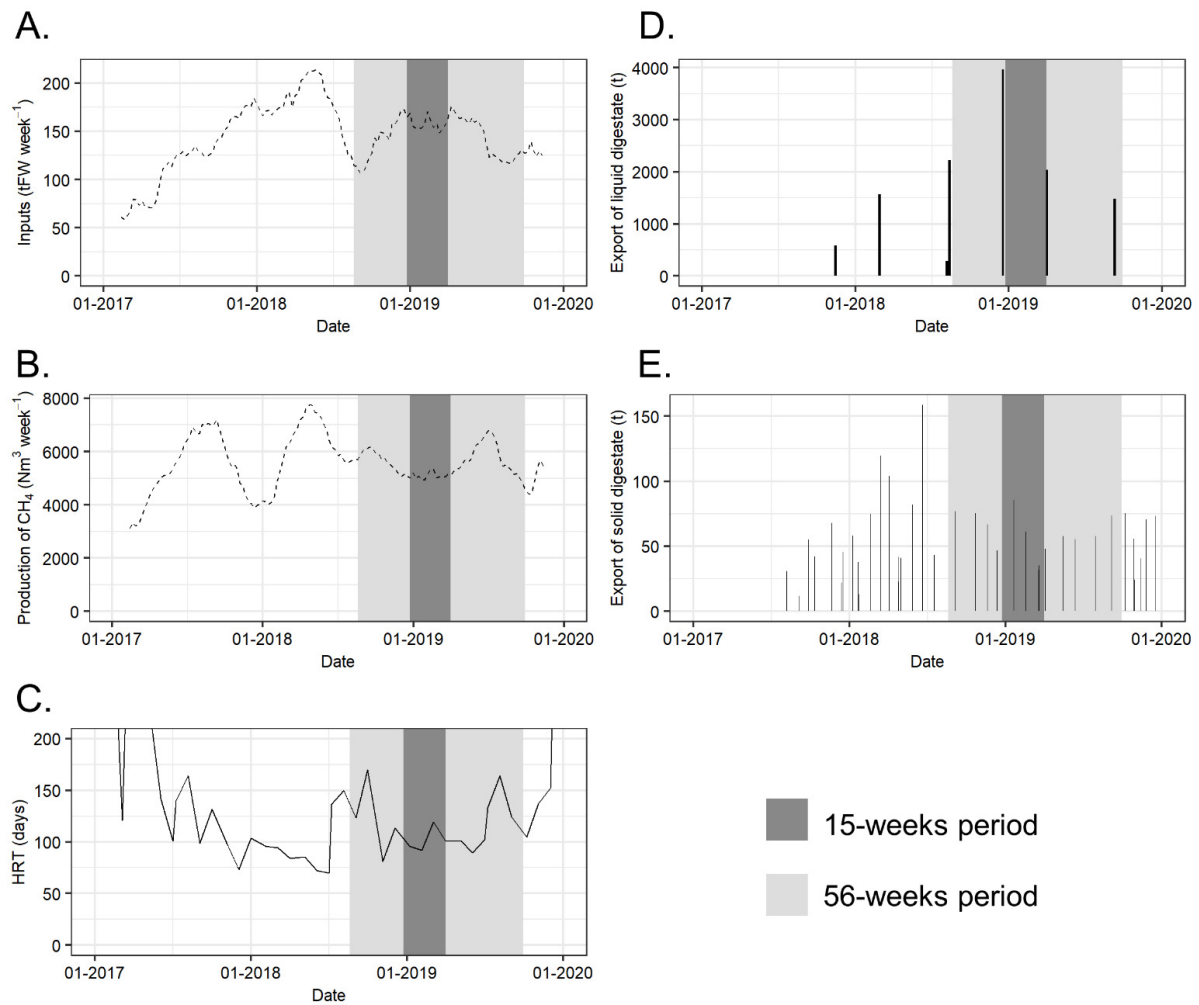 A.
Inputs (tFW week⁻¹)
200
150
100
50
0
01-2017 01-2018 01-2019 01-2020
Date
B.
Production of CH₄ (Nm³ week⁻¹)
8000
6000
4000
2000
0
01-2017 01-2018 01-2019 01-2020
Date
C.
HRT (days)
200
150
100
50
0
01-2017 01-2018 01-2019 01-2020
Date
D.
Export of liquid digestate (t)
4000
3000
2000
1000
0
01-2017 01-2018 01-2019 01-2020
Date
E.
Export of solid digestate (t)
150
100
50
0
01-2017 01-2018 01-2019 01-2020
Date
15-weeks period
56-weeks period